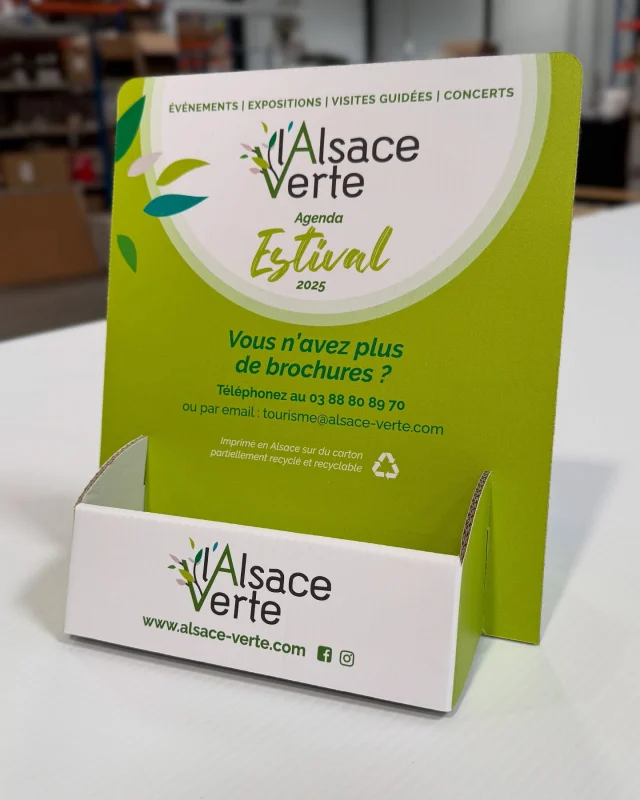 ÉVÉNEMENTS | EXPOSITIONS | VISITES GUIDÉES | CONCERTS
l'Alsace
Verte
Agenda
Estival
2025
Vous n'avez plus
de brochures ?
Téléphonez au 03 88 80 89 70
ou par email : tourisme@alsace-verte.com
Imprimé en Alsace sur du carton
partiellement recyclé et recyclable
l'Alsace
Verte
www.alsace-verte.com